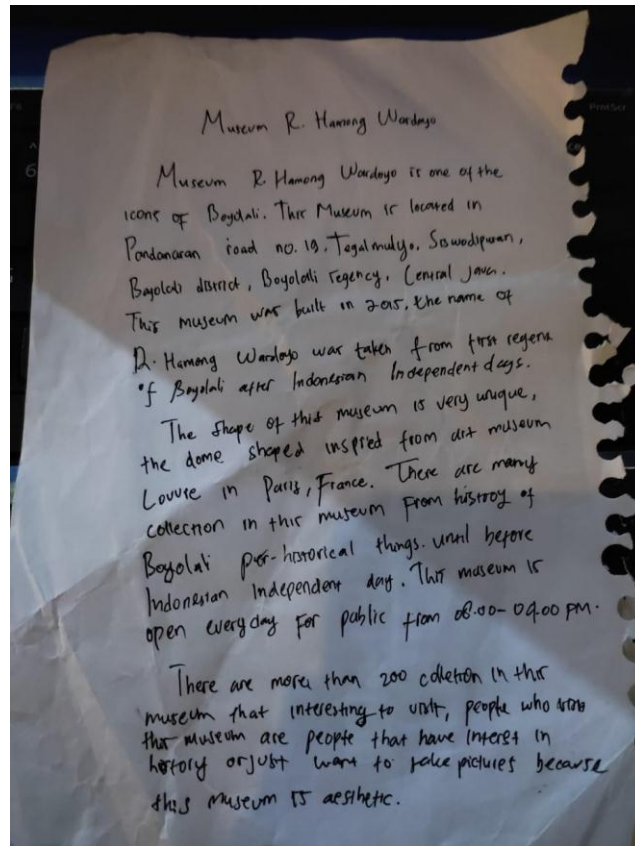 Museum R. Hamong Wardoyo
Museum R. Hamong Wardoyo is one of the
icons of Boyolali. This Museum is located in
Pandanaran road no. 19. Tegalmulyo, Siswodipuran,
Boyolali district, Boyolali regency, Central Java.
This museum was built in 2015, the name of
R. Hamong Wardoyo was taken from first regent
of Boyolali after Indonesian Independent days.
The shape of this museum is very unique,
the dome shaped inspried from art museum
Louvre in Paris, France. There are many
collection in this museum from histroy of
Boyolali per-historical things. until before
Indonesian Independent day. This museum is
open everyday for public from 08.00-04.00 PM.
There are more than 200 colletion in this
museum that interesting to visit, people who
this museum are people that have interst in
history or just want to take pictures because
this museum is aesthetic.